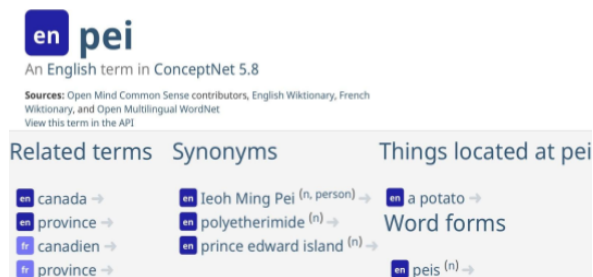 en pei
An English term in ConceptNet 5.8
Sources: Open Mind Common Sense contributors, English Wiktionary, French
Wiktionary, and Open Multilingual WordNet
View this term in the API
Related terms
en canada →
en province →
fr canadien →
fr province →
Synonyms
en Ieoh Ming Pei (n, person) →
en polyetherimide (n) →
en prince edward island (n) →
Things located at pei
en a potato →
Word forms
en peis (n) →